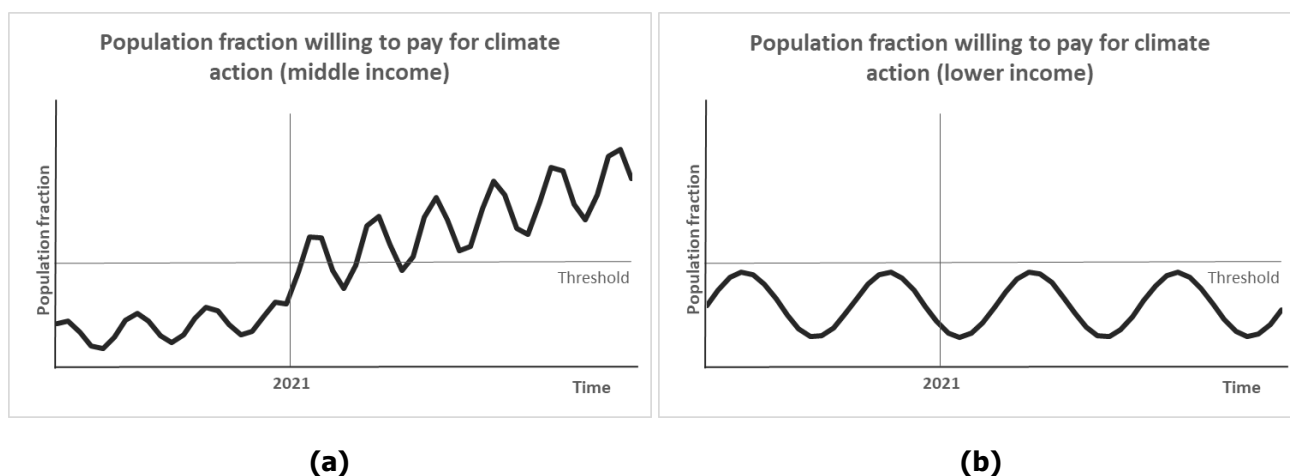 Population fraction willing to pay for climate
action (middle income)
Population fraction
Threshold
2021
Time
(a)
Population fraction willing to pay for climate
action (lower income)
Population fraction
Threshold
2021
Time
(b)